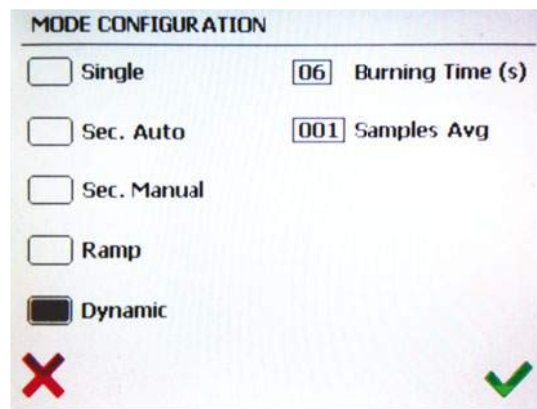 MODE CONFIGURATION
Single
06 Burning Time (s)
Sec. Auto
001 Samples Avg
Sec. Manual
Ramp
Dynamic